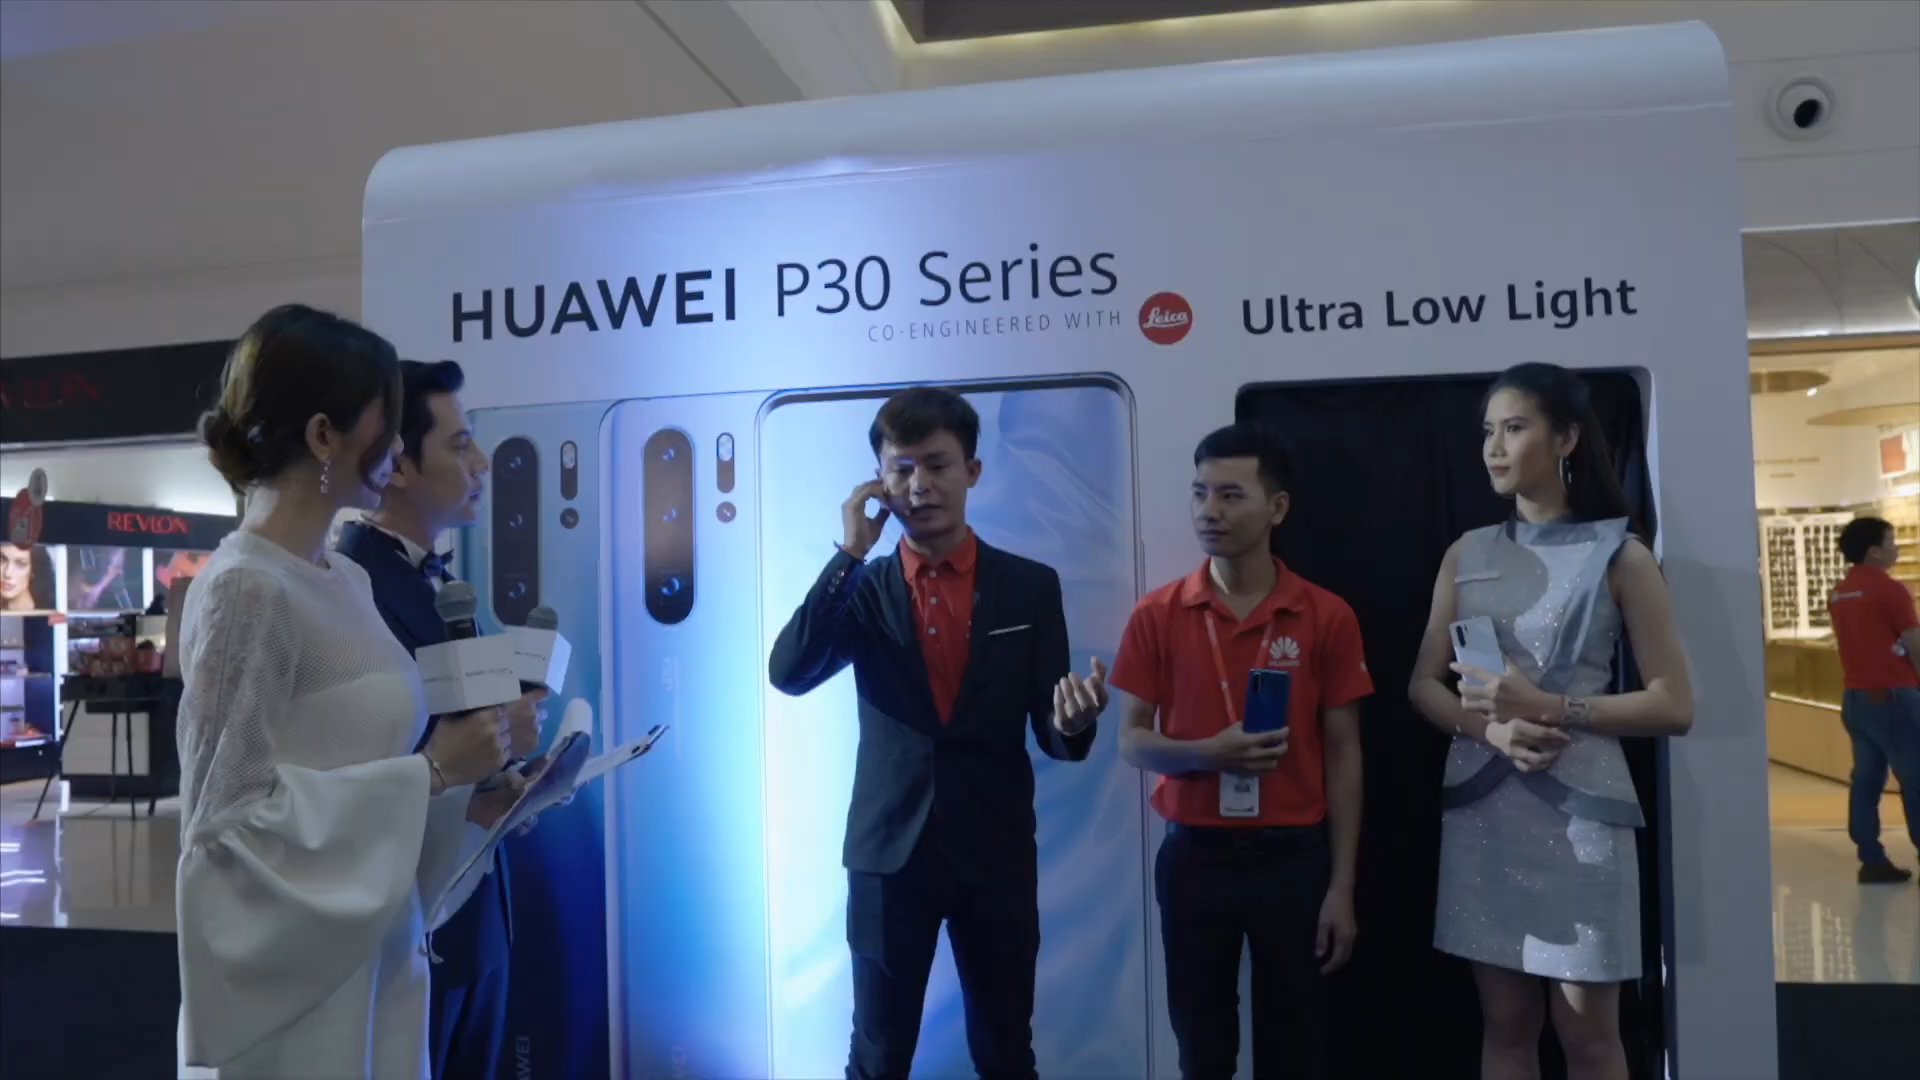 HUAWEI P30 Series
CO-ENGINEERED WITH Leica
Ultra Low Light
REVLON
HUAWEI